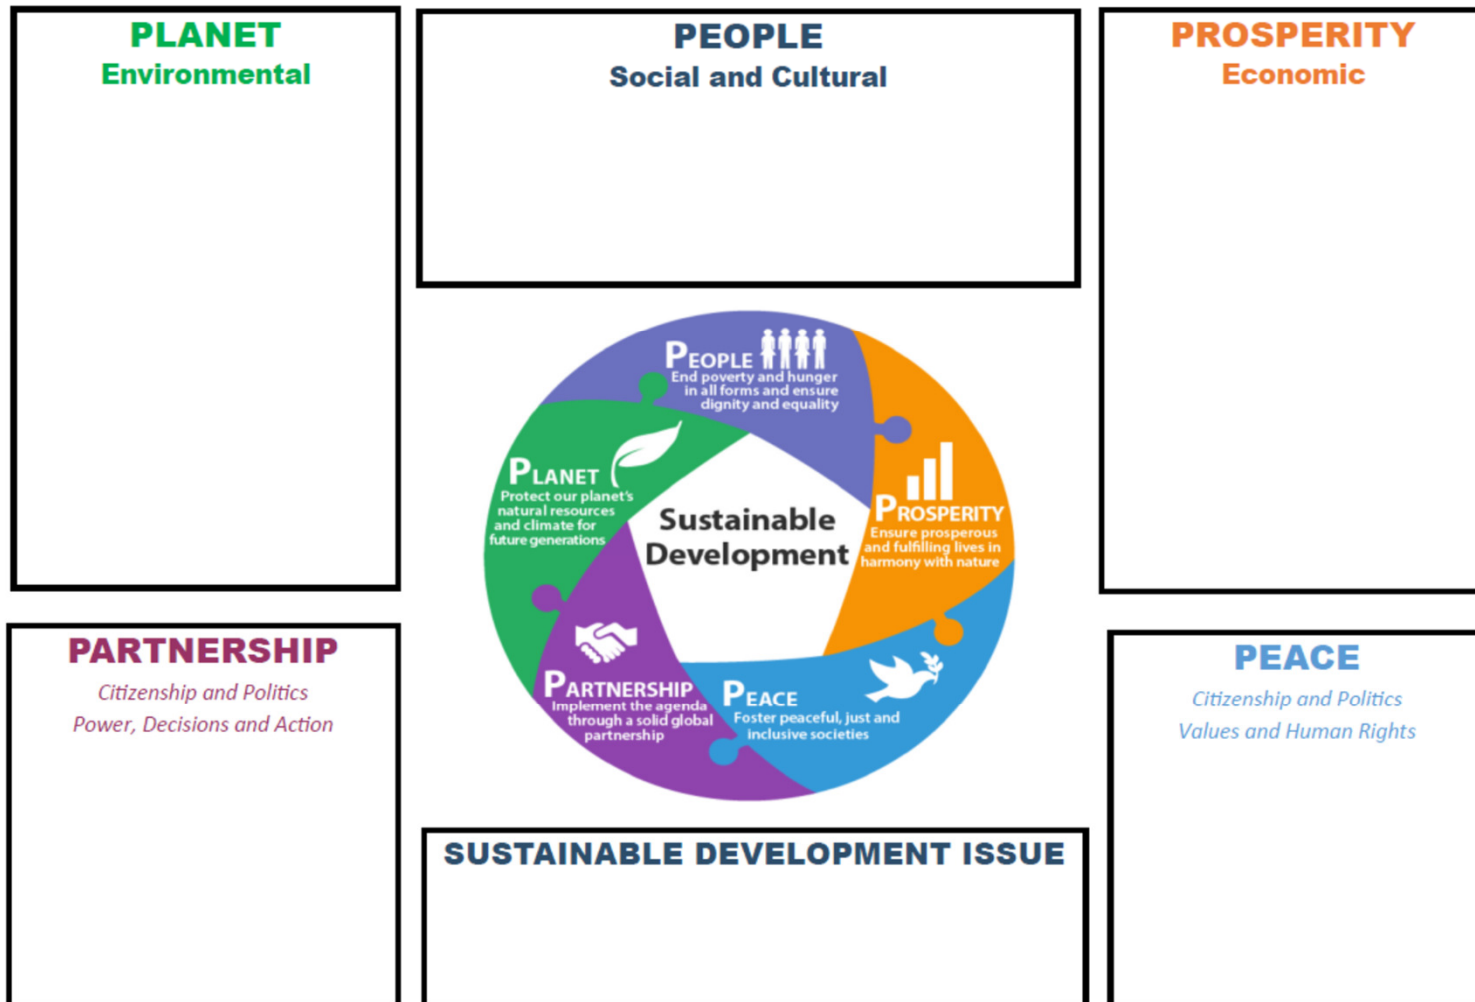 PLANET
Environmental
PEOPLE
Social and Cultural
PROSPERITY
Economic
PEOPLE
End poverty and hunger
in all forms and ensure
dignity and equality
PLANET
Protect our planet's
natural resources
and climate for
future generations
Sustainable
Development
PROSPERITY
Ensure prosperous
and fulfilling lives in
harmony with nature
PARTNERSHIP
Implement the agenda
through a solid global
partnership
PEACE
Foster peaceful, just and
inclusive societies
PARTNERSHIP
Citizenship and Politics
Power, Decisions and Action
PEACE
Citizenship and Politics
Values and Human Rights
SUSTAINABLE DEVELOPMENT ISSUE